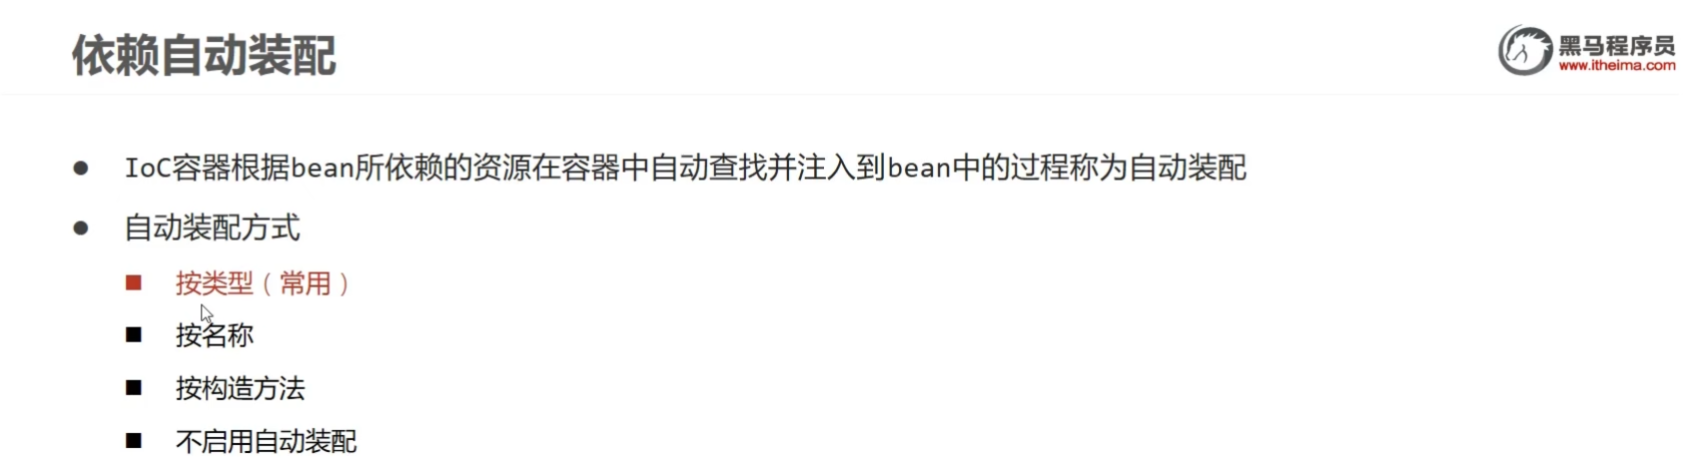 依赖自动装配
黑马程序员
www.itheima.com
IoC容器根据bean所依赖的资源在容器中自动查找并注入到bean中的过程称为自动装配
自动装配方式
按类型（常用）
按名称
按构造方法
不启用自动装配